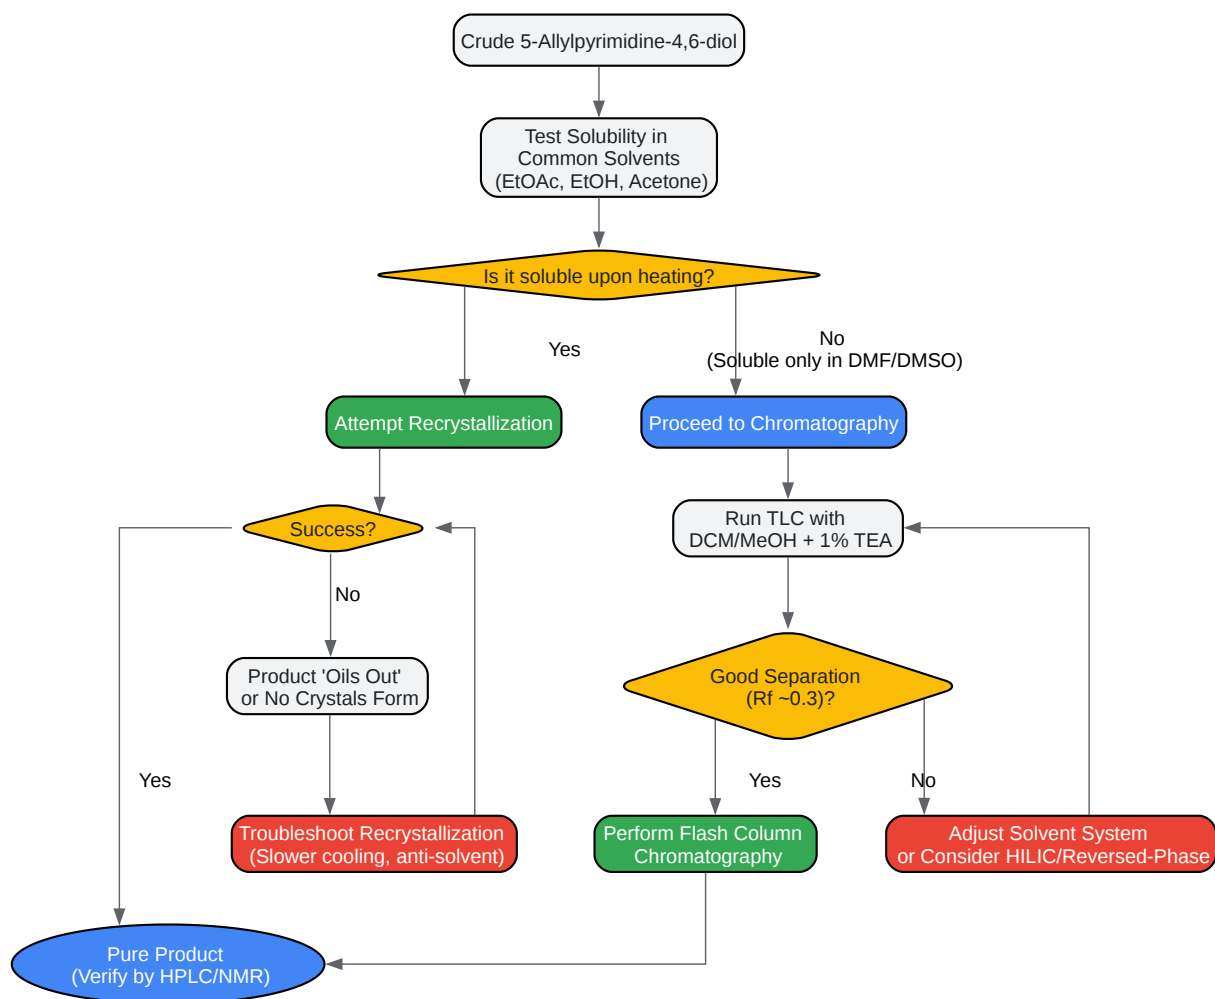 Crude 5-Allylpyrimidine-4,6-diol
Test Solubility in
Common Solvents
(EtOAc, EtOH, Acetone)
Is it soluble upon heating?
Yes
No
(Soluble only in DMF/DMSO)
Attempt Recrystallization
Proceed to Chromatography
Success?
Run TLC with
DCM/MeOH + 1% TEA
No
Product 'Oils Out'
or No Crystals Form
Good Separation
(Rf ~0.3)?
Yes
Yes
No
Troubleshoot Recrystallization
(Slower cooling, anti-solvent)
Perform Flash Column
Chromatography
Adjust Solvent System
or Consider HILIC/Reversed-Phase
Pure Product
(Verify by HPLC/NMR)